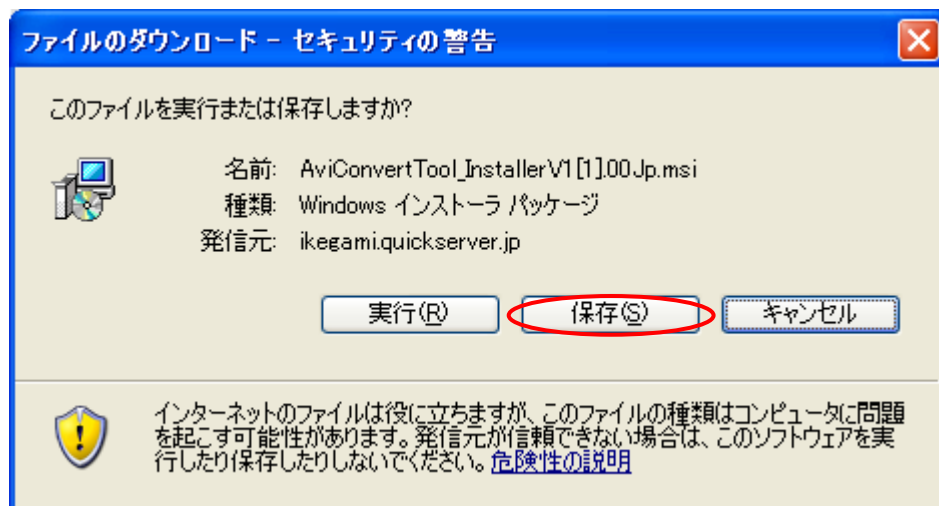 ファイルのダウンロード - セキュリティの警告
このファイルを実行または保存しますか?
名前: AviConvertTool_InstallerV1[1].00.Jp.msi
種類: Windows インストーラ パッケージ
発信元: ikegami.quickserver.jp
実行(R) 保存(S) キャンセル
インターネットのファイルは役に立ちますが、このファイルの種類はコンピュータに問題
を起こす可能性があります。発信元が信頼できない場合は、このソフトウェアを実
行したり保存したりしないでください。危険性の説明